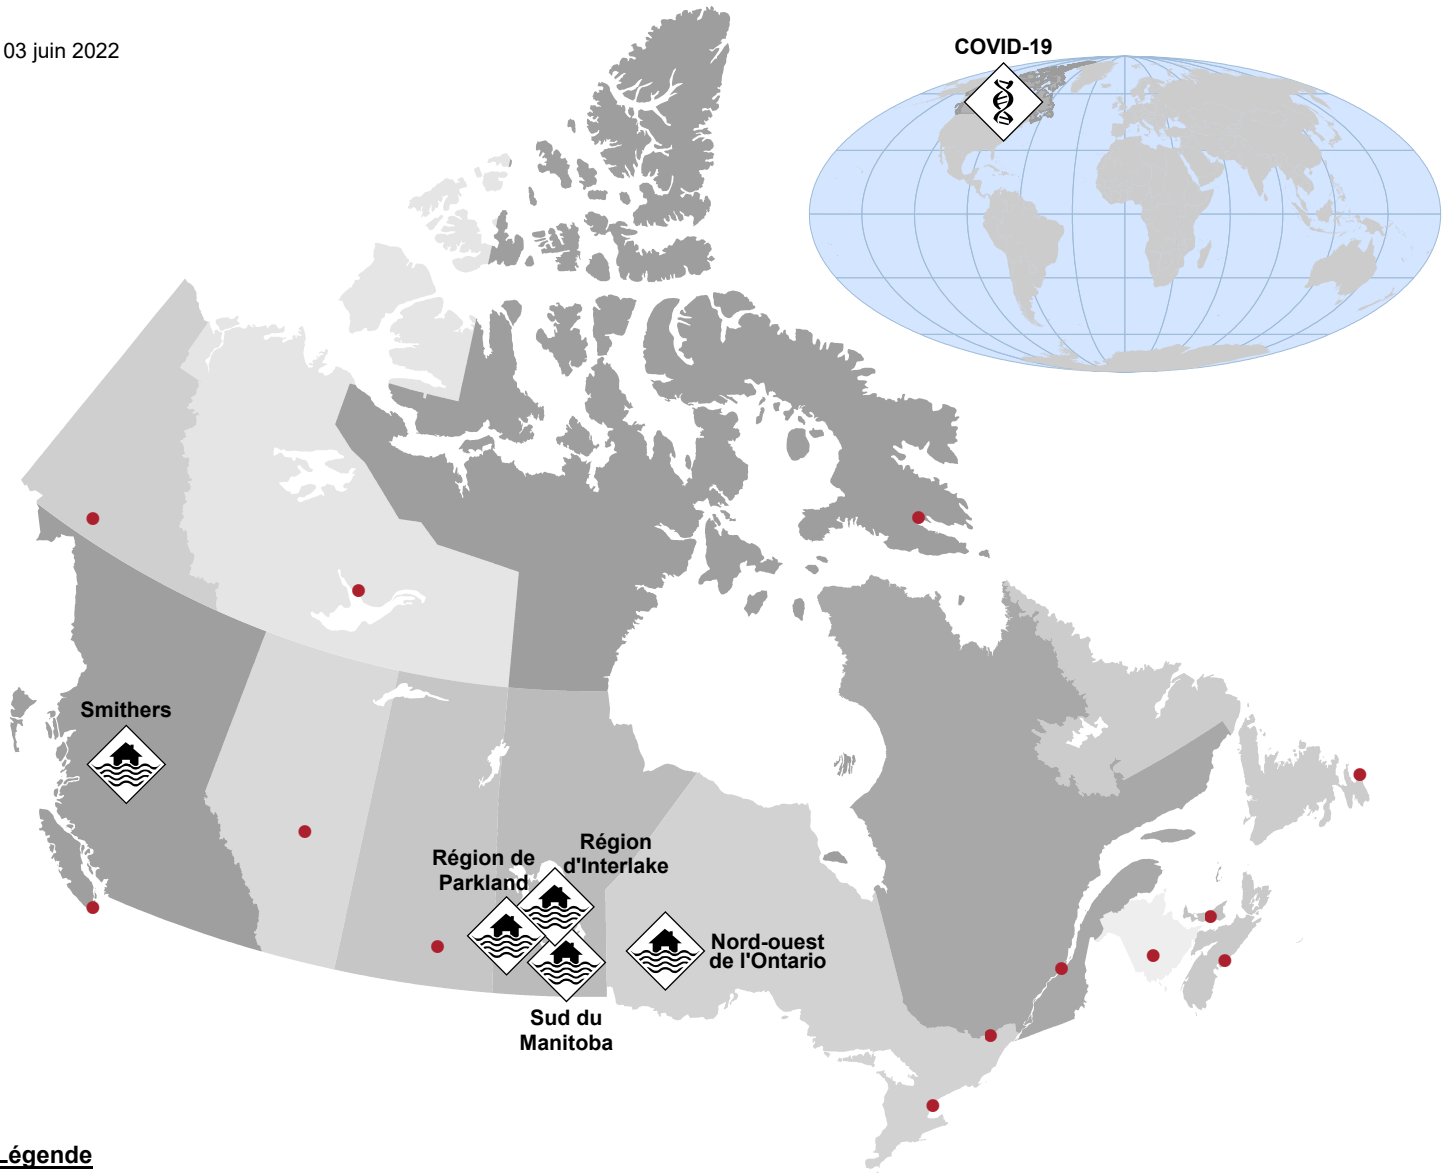 03 juin 2022
COVID-19
Smithers
Région
d'Interlake
Région de
Parkland
Nord-ouest
de l'Ontario
Sud du
Manitoba
Légende